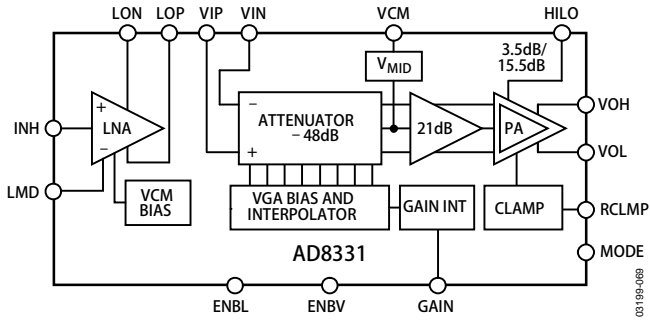 LON LOP VIP VIN VCM HILO
3.5dB/
15.5dB
VMID
INH
+
LNA
–
LMD
VCM
BIAS
–
ATTENUATOR
–48dB
+
21dB
PA
VOH
VOL
VGA BIAS AND
INTERPOLATOR
GAIN INT
CLAMP
RCLMP
AD8331
MODE
ENBL ENBV GAIN
03199-069